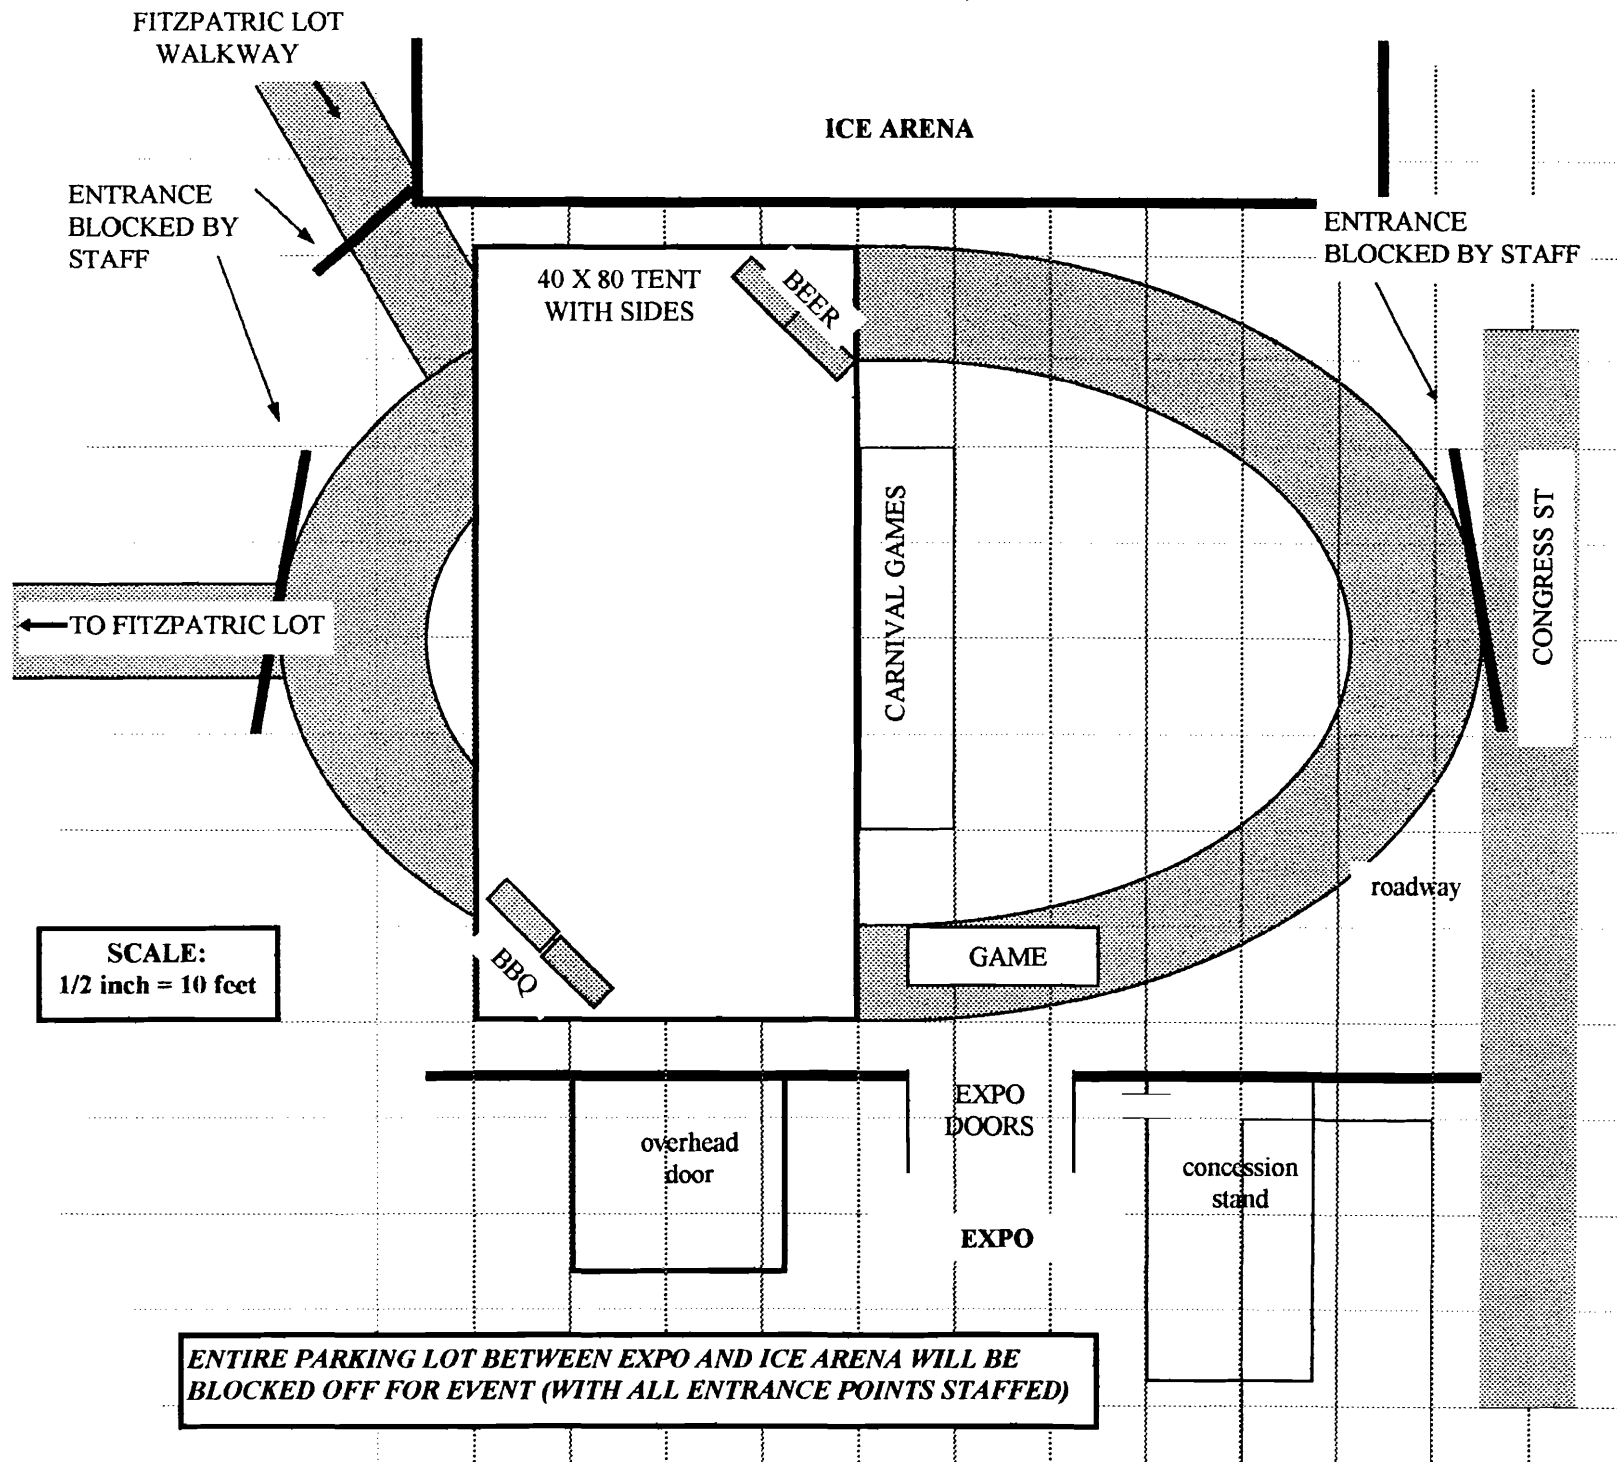 FITZPATRIC LOT
WALKWAY
ICE ARENA
ENTRANCE
BLOCKED BY
STAFF
ENTRANCE
BLOCKED BY STAFF
40 X 80 TENT
WITH SIDES
BEER
CARNIVAL GAMES
CONGRESS ST
TO FITZPATRIC LOT
roadway
SCALE:
1/2 inch = 10 feet
BBQ
GAME
EXPO
DOORS
overhead
door
concession
stand
EXPO
ENTIRE PARKING LOT BETWEEN EXPO AND ICE ARENA WILL BE
BLOCKED OFF FOR EVENT (WITH ALL ENTRANCE POINTS STAFFED)